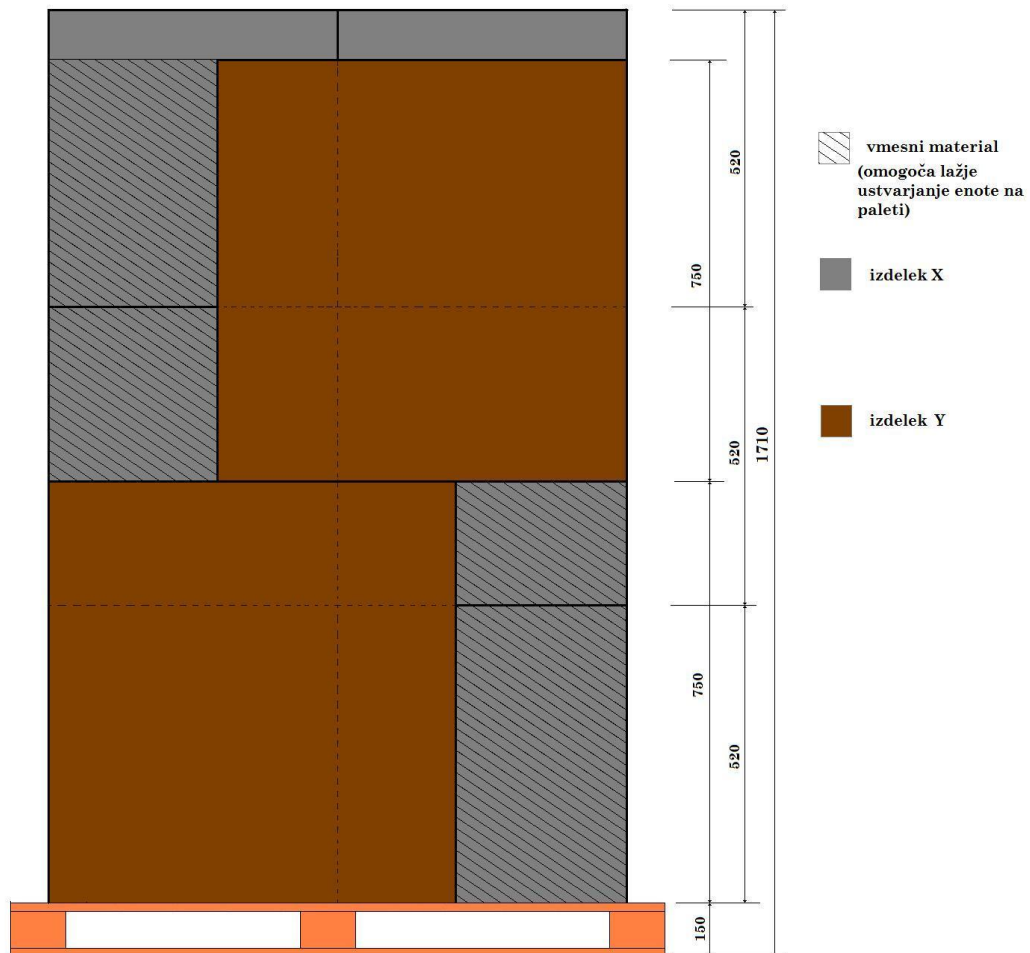 vmesni material
(omogoča lažje
ustvarjanje enote na
paleti)
izdelek X
izdelek Y
520
750
520
1710
750
520
150